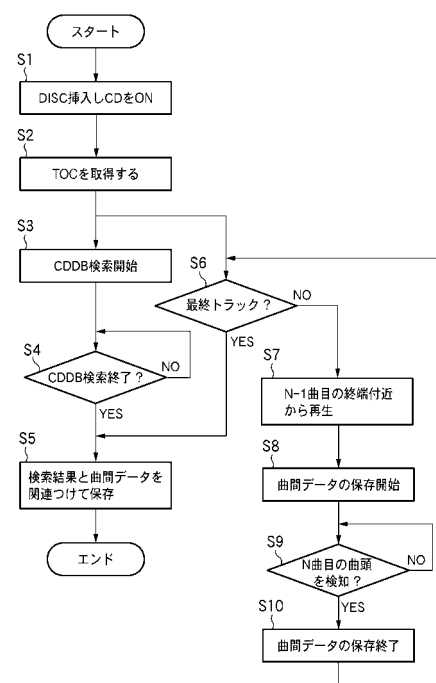 スタート
S1
DISC挿入しCDをON
S2
TOCを取得する
S3
CDDB検索開始
S4
CDDB検索終了？
NO
YES
S5
検索結果と曲間データを
関連つけて保存
エンド
S6
最終トラック？
NO
YES
S7
N-1曲目の終端付近
から再生
S8
曲間データの保存開始
S9
N曲目の曲頭
を検知？
NO
YES
S10
曲間データの保存終了